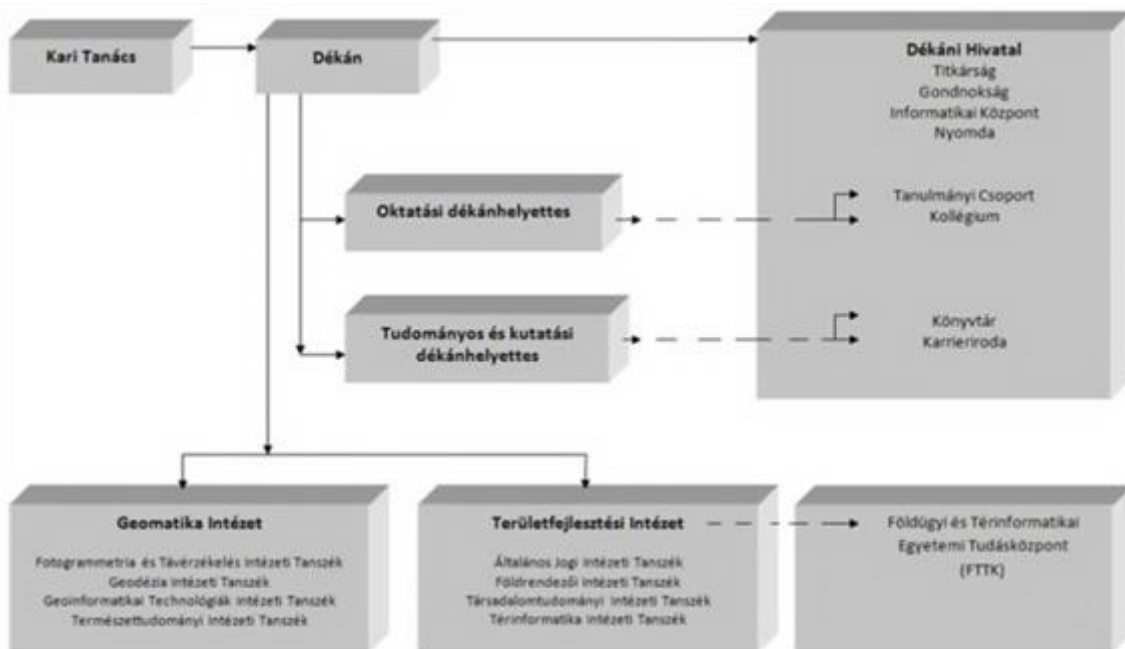 Kari Tanács
Dékán
Dékáni Hivatal
Titkárság
Gondnokság
Informatikai Központ
Nyomda
Oktatási dékánhelyettes
Tanulmányi Csoport
Kollégium
Tudományos és kutatási
dékánhelyettes
Könyvtár
Karrieriroda
Geomatika Intézet
Fotogrammetria és Távérzékelés Intézeti Tanszék
Geodézia Intézeti Tanszék
Geoinformatikai Technológiák Intézeti Tanszék
Természettudományi Intézeti Tanszék
Területfejlesztési Intézet
Általános Jogi Intézeti Tanszék
Földrendezői Intézeti Tanszék
Társadalomtudományi Intézeti Tanszék
Térinformatika Intézeti Tanszék
Földügyi és Térinformatikai
Egyetemi Tudásközpont
(FTTK)